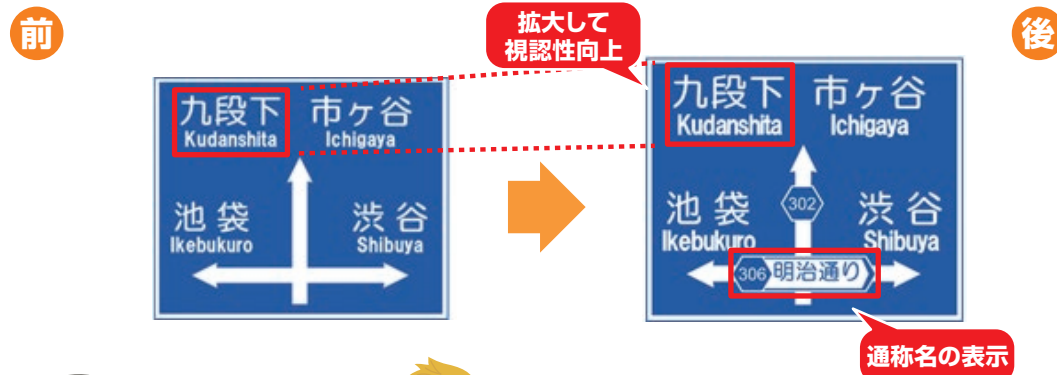 前
九段下
Kudanshita
市ヶ谷
Ichigaya
池袋
Ikebukuro
渋谷
Shibuya
拡大して
視認性向上
後
九段下
Kudanshita
市ヶ谷
Ichigaya
302
池袋
Ikebukuro
渋谷
Shibuya
306 明治通り
通称名の表示